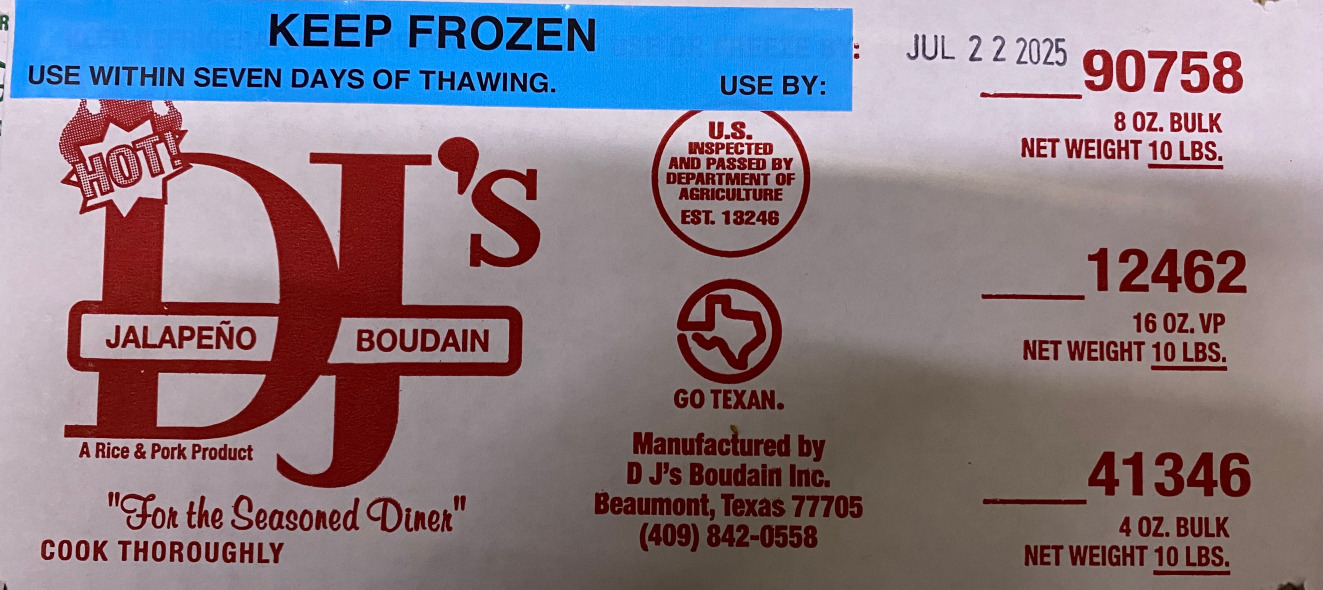 KEEP FROZEN
USE WITHIN SEVEN DAYS OF THAWING. USE BY:
JUL 22 2025
HOT!
DJ's
JALAPEÑO BOUDAIN
A Rice & Pork Product
"For the Seasoned Diner"
COOK THOROUGHLY
U.S.
INSPECTED
AND PASSED BY
DEPARTMENT OF
AGRICULTURE
EST. 13246
GO TEXAN.
Manufactured by
D J's Boudain Inc.
Beaumont, Texas 77705
(409) 842-0558
90758
8 OZ. BULK
NET WEIGHT 10 LBS.
12462
16 OZ. VP
NET WEIGHT 10 LBS.
41346
4 OZ. BULK
NET WEIGHT 10 LBS.